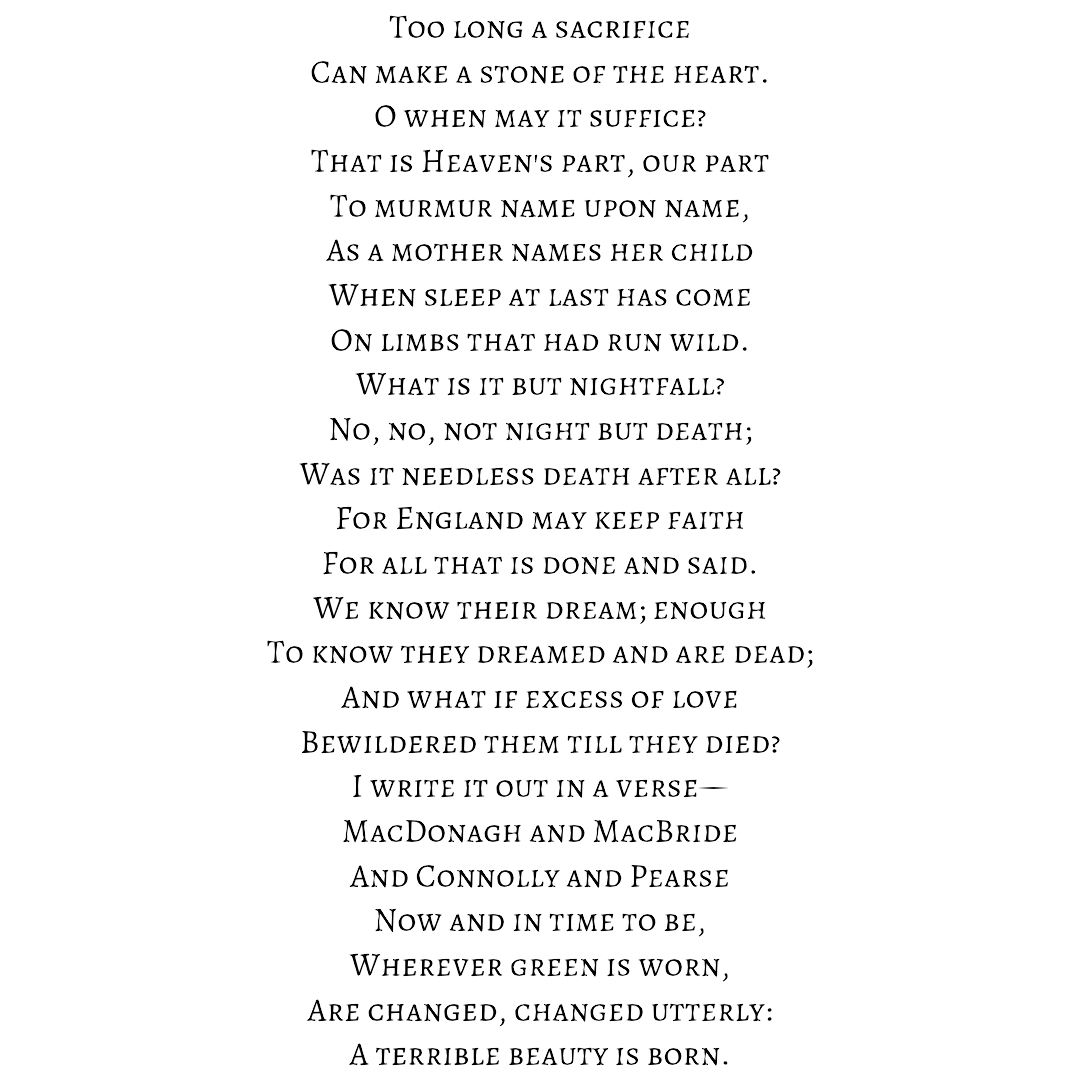 Too long a sacrifice
Can make a stone of the heart.
O when may it suffice?
That is Heaven's part, our part
To murmur name upon name,
As a mother names her child
When sleep at last has come
On limbs that had run wild.
What is it but nightfall?
No, no, not night but death;
Was it needless death after all?
For England may keep faith
For all that is done and said.
We know their dream; enough
To know they dreamed and are dead;
And what if excess of love
Bewildered them till they died?
I write it out in a verse—
MacDonagh and MacBride
And Connolly and Pearse
Now and in time to be,
Wherever green is worn,
Are changed, changed utterly:
A terrible beauty is born.